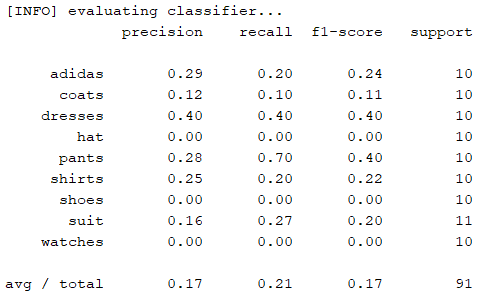 [INFO] evaluating classifier...
precision recall f1-score support
adidas 0.29 0.20 0.24 10
coats 0.12 0.10 0.11 10
dresses 0.40 0.40 0.40 10
hat 0.00 0.00 0.00 10
pants 0.28 0.70 0.40 10
shirts 0.25 0.20 0.22 10
shoes 0.00 0.00 0.00 10
suit 0.16 0.27 0.20 11
watches 0.00 0.00 0.00 10
avg / total 0.17 0.21 0.17 91